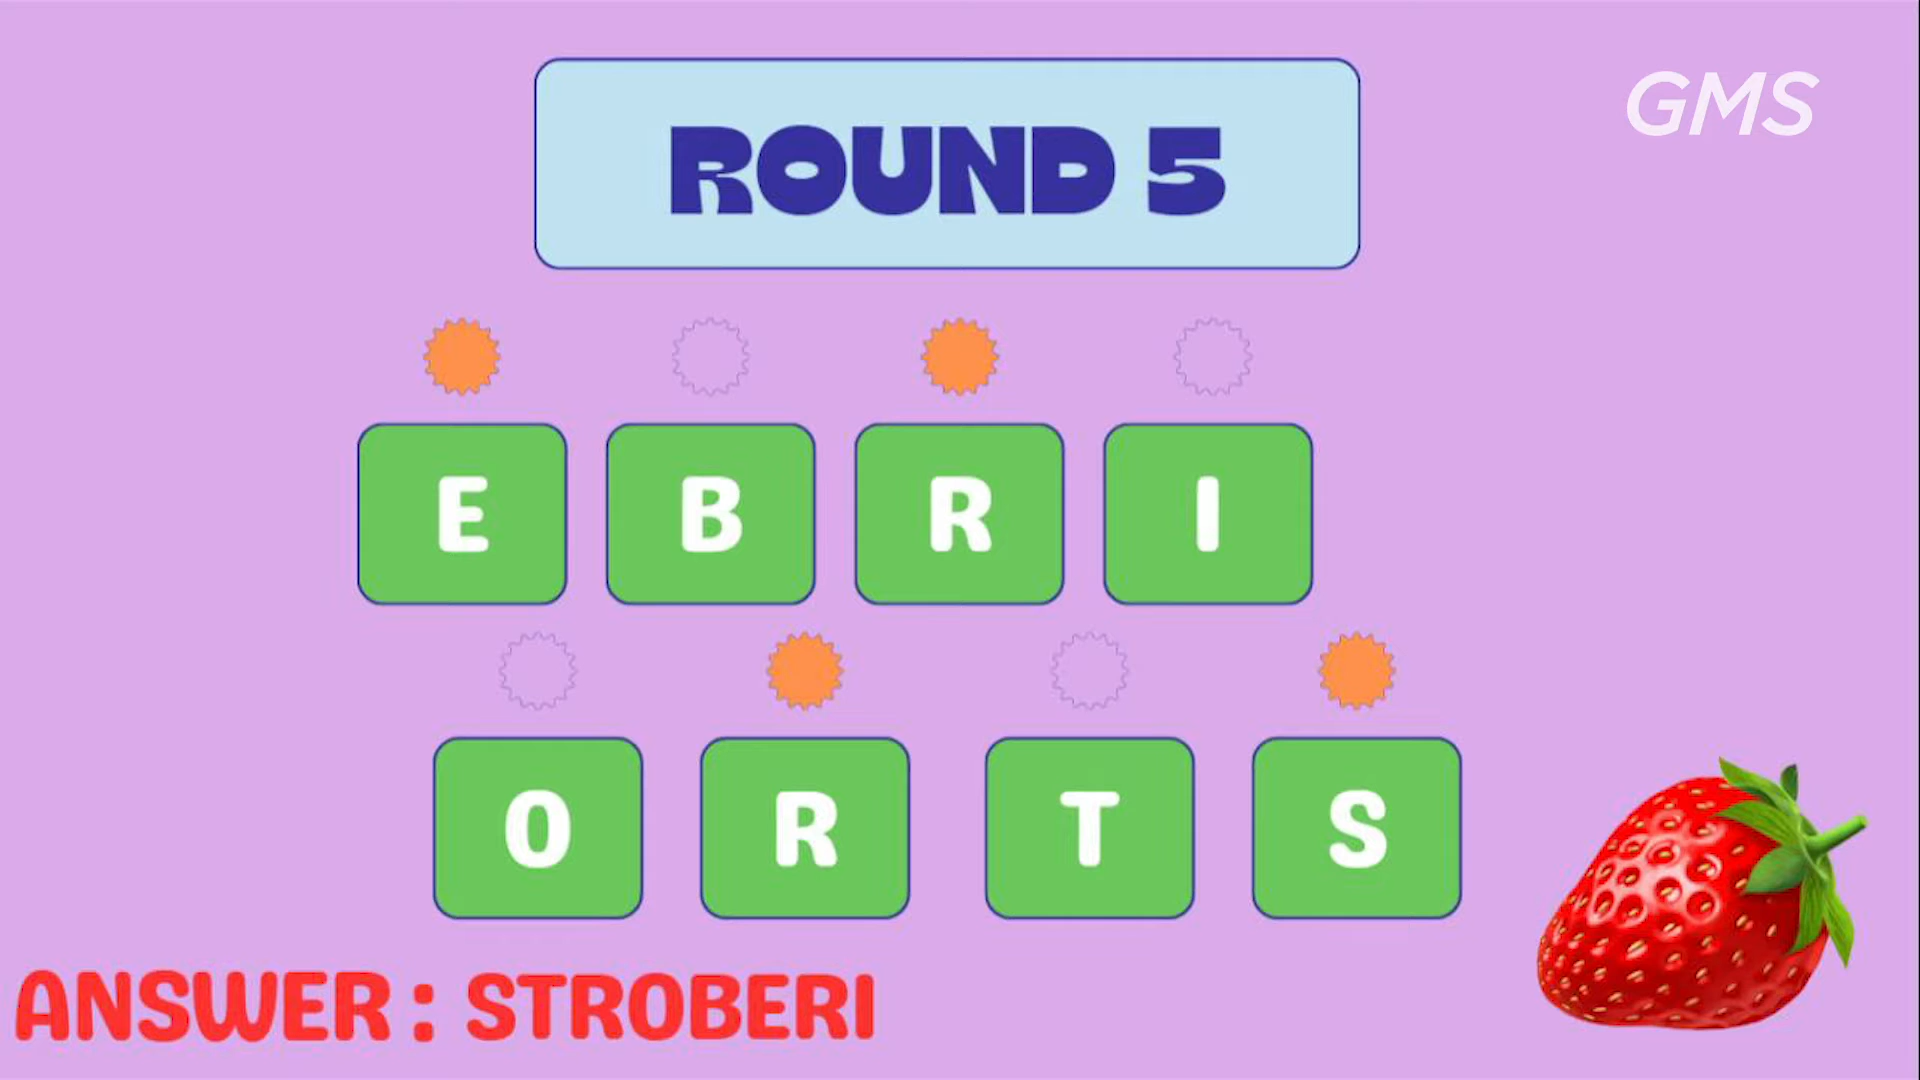 GMS
ROUND 5
E B R I
O R T S
ANSWER : STROBERI